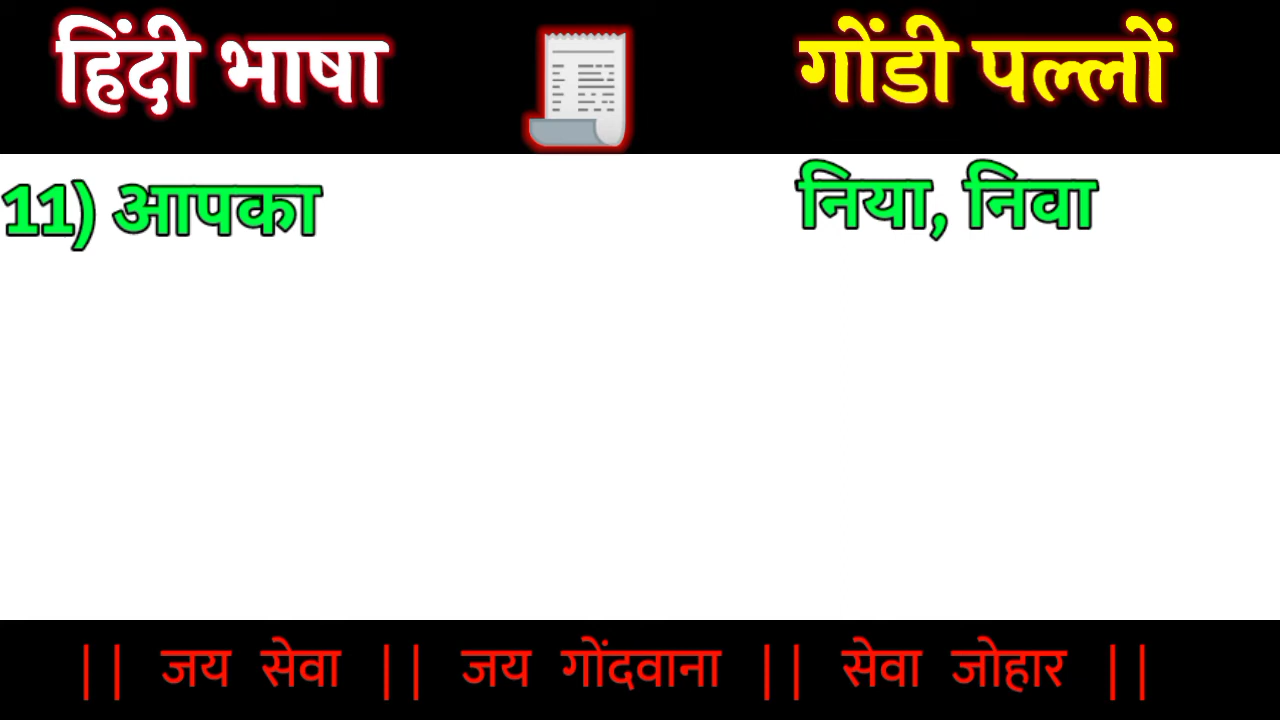 हिंदी भाषा गोंडी पल्लों
11) आपका निया, निवा
|| जय सेवा || जय गोंदवाना || सेवा जोहार ||